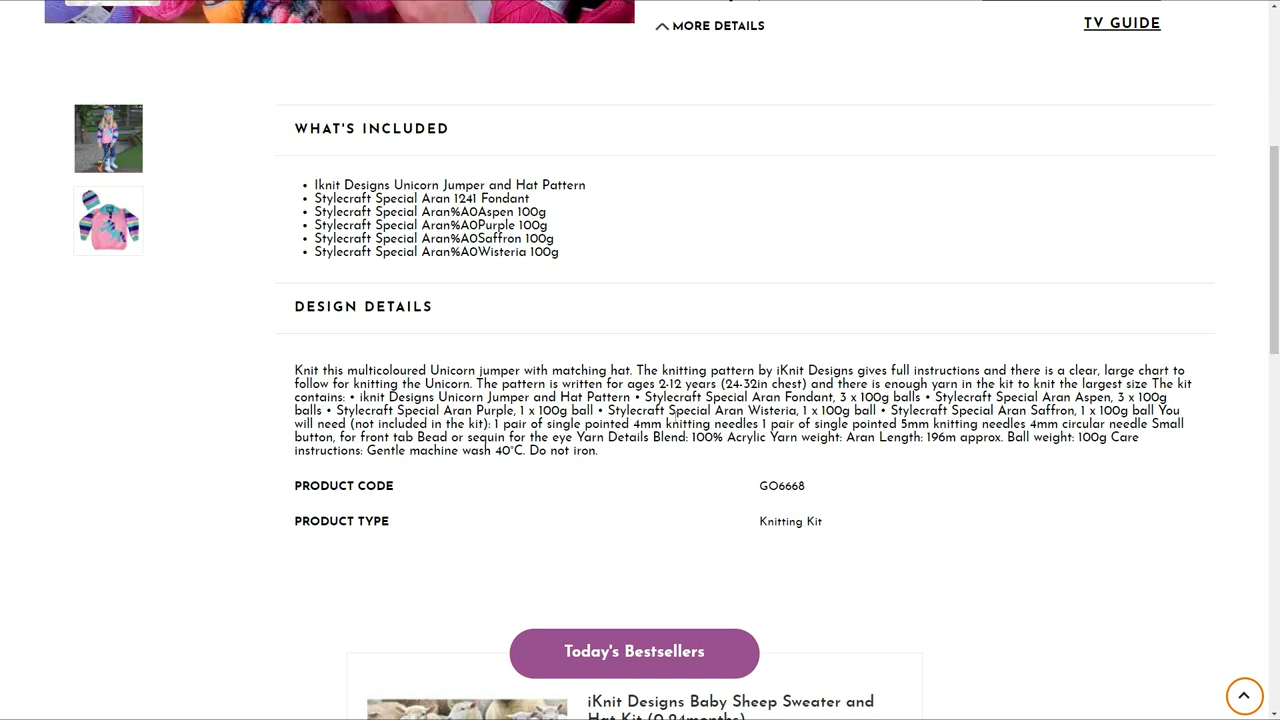 MORE DETAILS
TV GUIDE
WHAT'S INCLUDED
• Iknit Designs Unicorn Jumper and Hat Pattern
• Stylecraft Special Aran 1241 Fondant
• Stylecraft Special Aran%A0Aspen 100g
• Stylecraft Special Aran%A0Purple 100g
• Stylecraft Special Aran%A0Saffron 100g
• Stylecraft Special Aran%A0Wisteria 100g
DESIGN DETAILS
Knit this multicoloured Unicorn jumper with matching hat. The knitting pattern by iKnit Designs gives full instructions and there is a clear, large chart to
follow for knitting the Unicorn. The pattern is written for ages 2-12 years (24-32in chest) and there is enough yarn in the kit to knit the largest size The kit
contains: • iknit Designs Unicorn Jumper and Hat Pattern • Stylecraft Special Aran Fondant, 3 x 100g balls • Stylecraft Special Aran Aspen, 3 x 100g
balls • Stylecraft Special Aran Purple, 1 x 100g ball • Stylecraft Special Aran Wisteria, 1 x 100g ball • Stylecraft Special Aran Saffron, 1 x 100g ball You
will need (not included in the kit): 1 pair of single pointed 4mm knitting needles 1 pair of single pointed 5mm knitting needles 4mm circular needle Small
button, for front tab Bead or sequin for the eye Yarn Details Blend: 100% Acrylic Yarn weight: Aran Length: 196m approx. Ball weight: 100g Care
instructions: Gentle machine wash 40°C. Do not iron.
PRODUCT CODE GO6668
PRODUCT TYPE Knitting Kit
Today's Bestsellers
iKnit Designs Baby Sheep Sweater and
Hat Kit (0-24months)